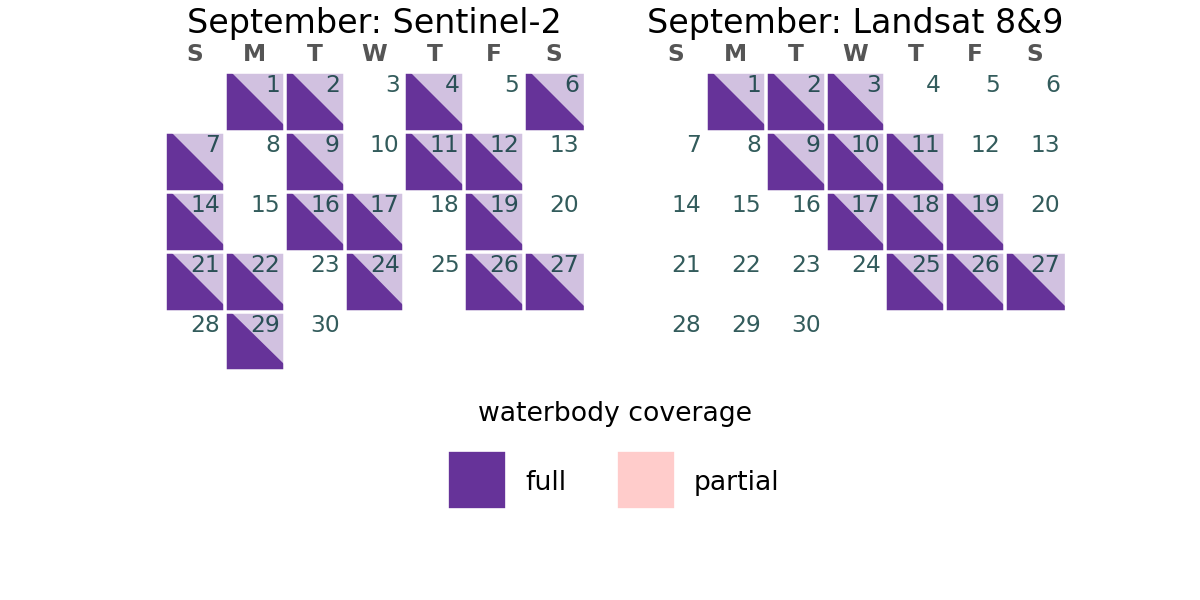 September: Sentinel-2
S M T W T F S
1 2 3 4 5 6
7 8 9 10 11 12 13
14 15 16 17 18 19 20
21 22 23 24 25 26 27
28 29 30
September: Landsat 8&9
S M T W T F S
1 2 3 4 5 6
7 8 9 10 11 12 13
14 15 16 17 18 19 20
21 22 23 24 25 26 27
28 29 30
waterbody coverage
full partial